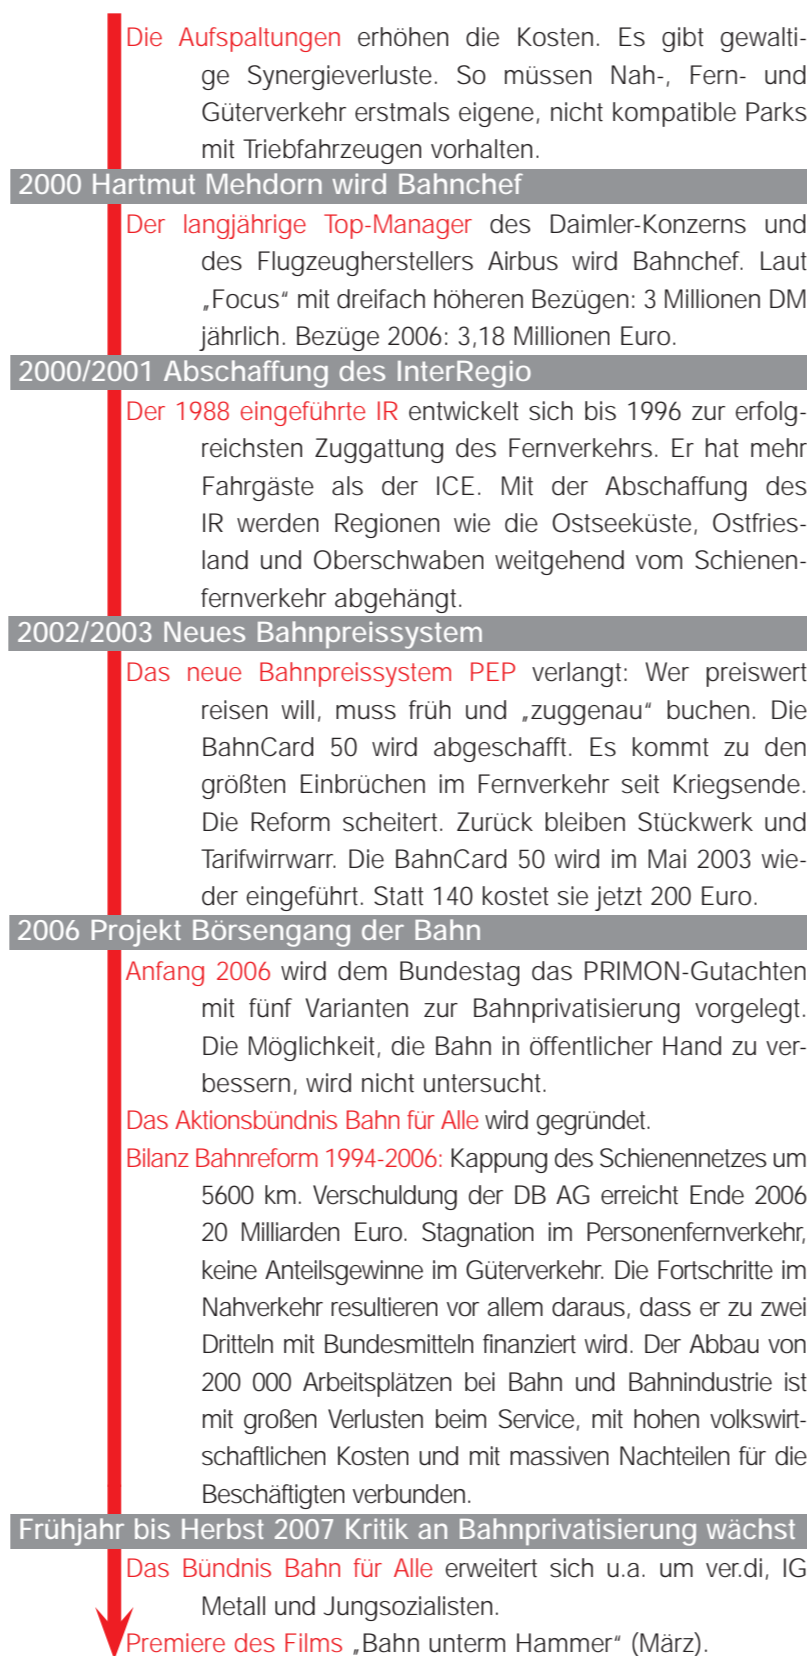 Die Aufspaltungen erhöhen die Kosten. Es gibt gewalti-
ge Synergieverluste. So müssen Nah-, Fern- und
Güterverkehr erstmals eigene, nicht kompatible Parks
mit Triebfahrzeugen vorhalten.
2000 Hartmut Mehdorn wird Bahnchef
Der langjährige Top-Manager des Daimler-Konzerns und
des Flugzeugherstellers Airbus wird Bahnchef. Laut
„Focus“ mit dreifach höheren Bezügen: 3 Millionen DM
jährlich. Bezüge 2006: 3,18 Millionen Euro.
2000/2001 Abschaffung des InterRegio
Der 1988 eingeführte IR entwickelt sich bis 1996 zur erfolg-
reichsten Zuggattung des Fernverkehrs. Er hat mehr
Fahrgäste als der ICE. Mit der Abschaffung des
IR werden Regionen wie die Ostseeküste, Ostfries-
land und Oberschwaben weitgehend vom Schienen-
fernverkehr abgehängt.
2002/2003 Neues Bahnpreissystem
Das neue Bahnpreissystem PEP verlangt: Wer preiswert
reisen will, muss früh und „zuggenau“ buchen. Die
BahnCard 50 wird abgeschafft. Es kommt zu den
größten Einbrüchen im Fernverkehr seit Kriegsende.
Die Reform scheitert. Zurück bleiben Stückwerk und
Tarifwirrwarr. Die BahnCard 50 wird im Mai 2003 wie-
der eingeführt. Statt 140 kostet sie jetzt 200 Euro.
2006 Projekt Börsengang der Bahn
Anfang 2006 wird dem Bundestag das PRIMON-Gutachten
mit fünf Varianten zur Bahnprivatisierung vorgelegt.
Die Möglichkeit, die Bahn in öffentlicher Hand zu ver-
bessern, wird nicht untersucht.
Das Aktionsbündnis Bahn für Alle wird gegründet.
Bilanz Bahnreform 1994-2006: Kappung des Schienennetzes um
5600 km. Verschuldung der DB AG erreicht Ende 2006
20 Milliarden Euro. Stagnation im Personenfernverkehr,
keine Anteilsgewinne im Güterverkehr. Die Fortschritte im
Nahverkehr resultieren vor allem daraus, dass er zu zwei
Dritteln mit Bundesmitteln finanziert wird. Der Abbau von
200 000 Arbeitsplätzen bei Bahn und Bahnindustrie ist
mit großen Verlusten beim Service, mit hohen volkswirt-
schaftlichen Kosten und mit massiven Nachteilen für die
Beschäftigten verbunden.
Frühjahr bis Herbst 2007 Kritik an Bahnprivatisierung wächst
Das Bündnis Bahn für Alle erweitert sich u.a. um ver.di, IG
Metall und Jungsozialisten.
Premiere des Films „Bahn unterm Hammer“ (März).